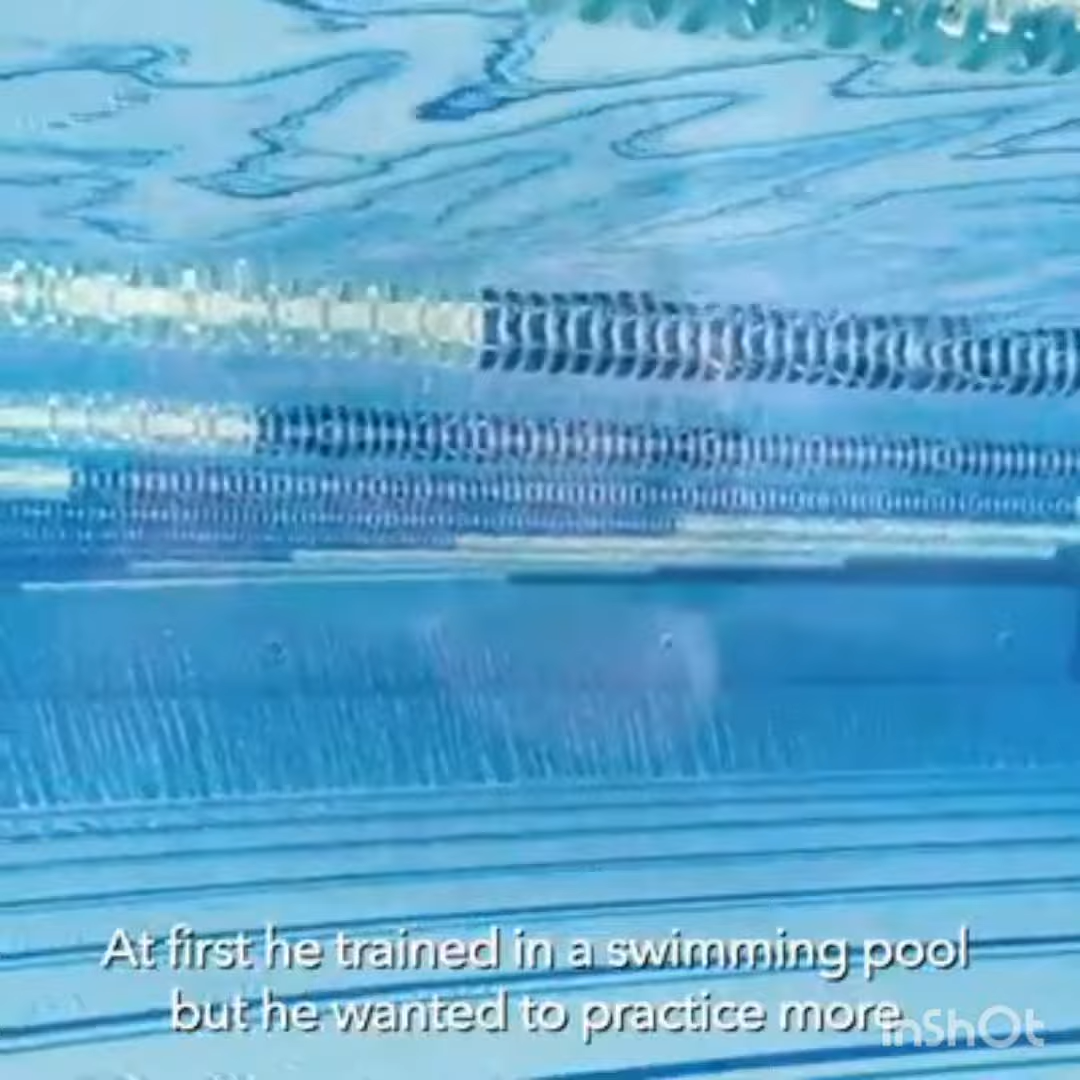 At first he trained in a swimming pool
but he wanted to practice more
InShOt